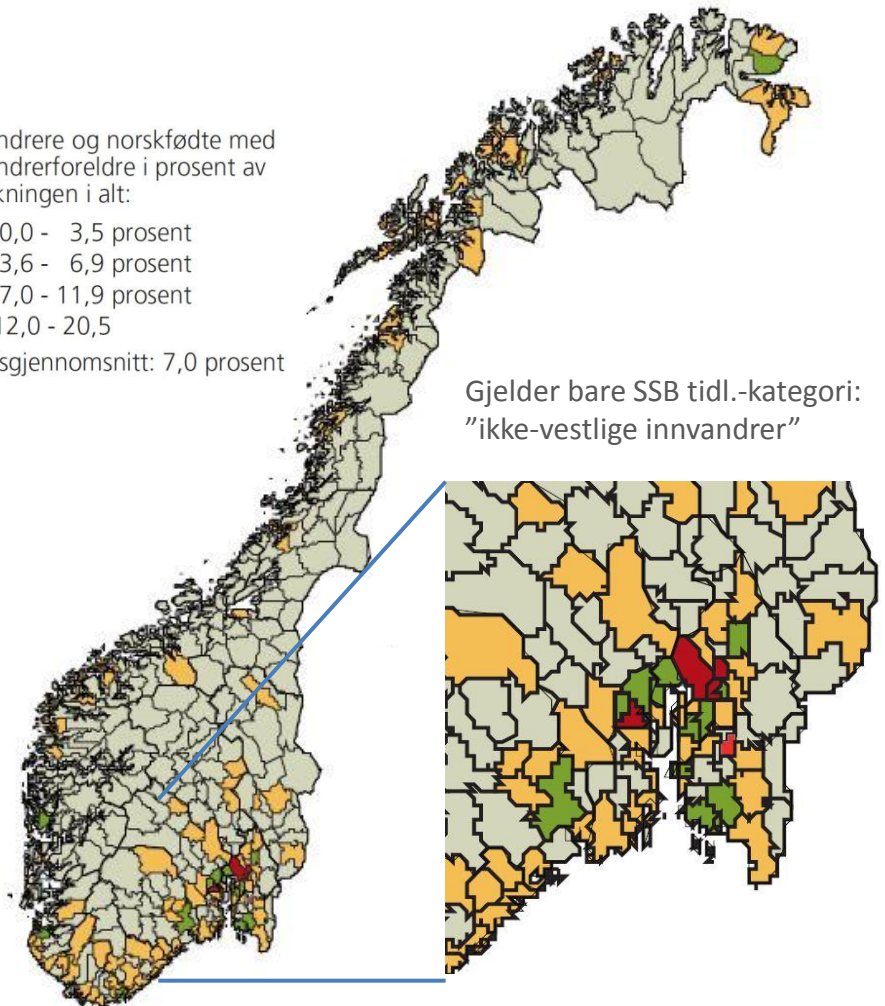 ndrere og norskfødte med
ndrerforeldre i prosent av
kningen i alt:
0,0 - 3,5 prosent
3,6 - 6,9 prosent
7,0 - 11,9 prosent
12,0 - 20,5
sgjennomsnitt: 7,0 prosent
Gjelder bare SSB tidl.-kategori:
”ikke-vestlige innvandrer”